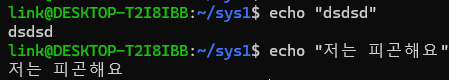 link@DESKTOP-T2I8IBB:~/sys1$ echo "dsdsd"
dsdsd
link@DESKTOP-T2I8IBB:~/sys1$ echo "저는 피곤해요"
저는 피곤해요